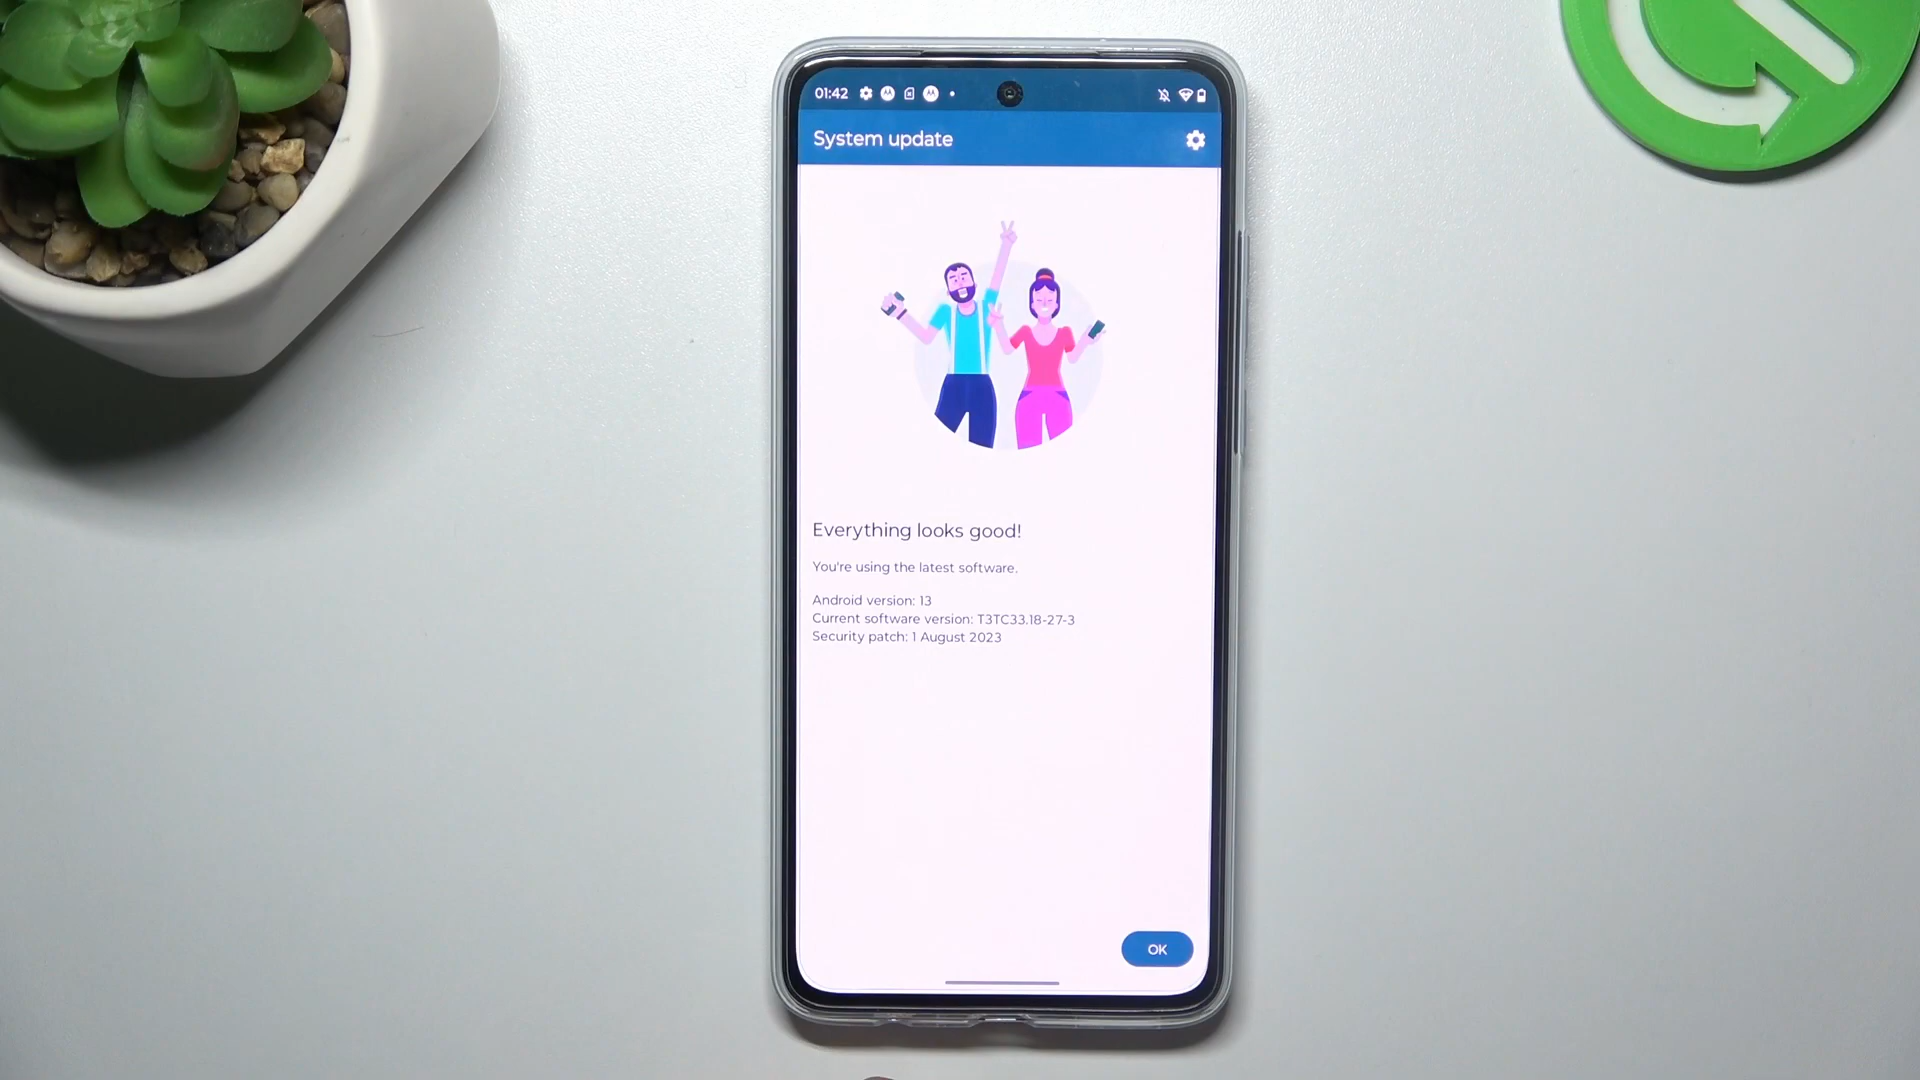 01:42
System update
Everything looks good!
You're using the latest software.
Android version: 13
Current software version: T3TC33.18-27-3
Security patch: 1 August 2023
OK